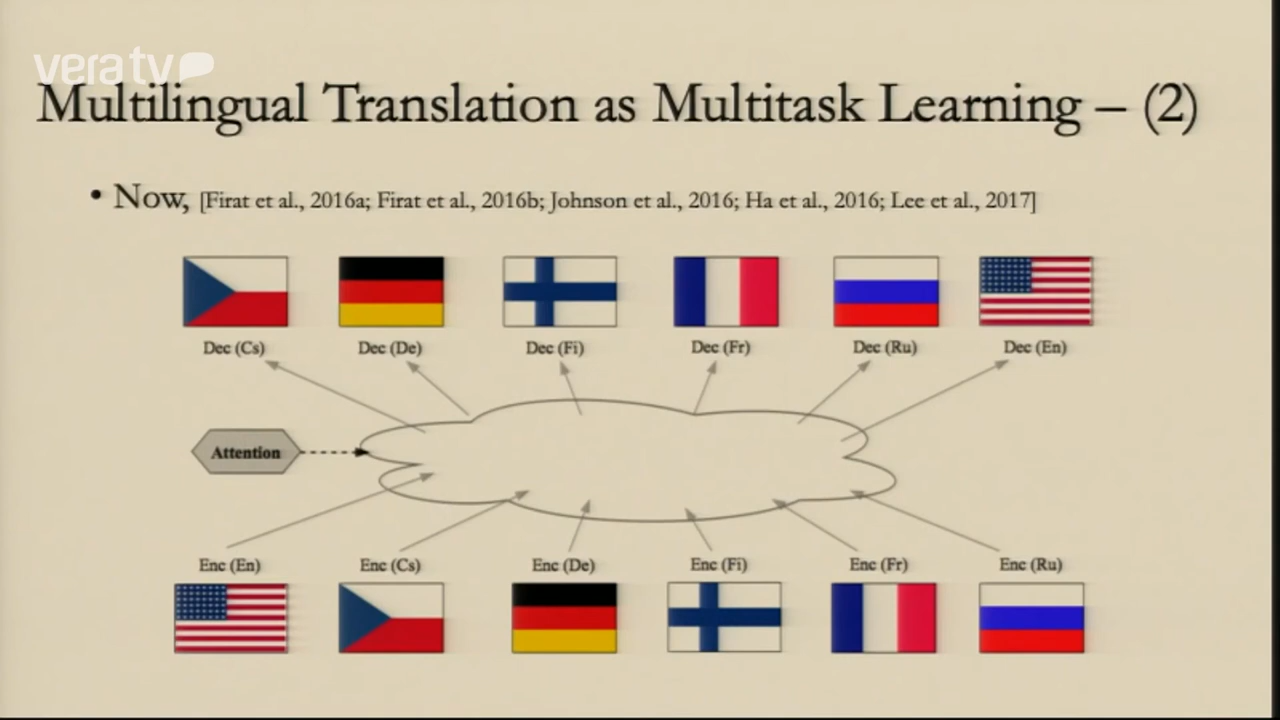 vera tv
Multilingual Translation as Multitask Learning – (2)
• Now, [Firat et al., 2016a; Firat et al., 2016b; Johnson et al., 2016; Ha et al., 2016; Lee et al., 2017]
Dec (Cs) Dec (De) Dec (Fi) Dec (Fr) Dec (Ru) Dec (En)
Attention
Enc (En) Enc (Cs) Enc (De) Enc (Fi) Enc (Fr) Enc (Ru)